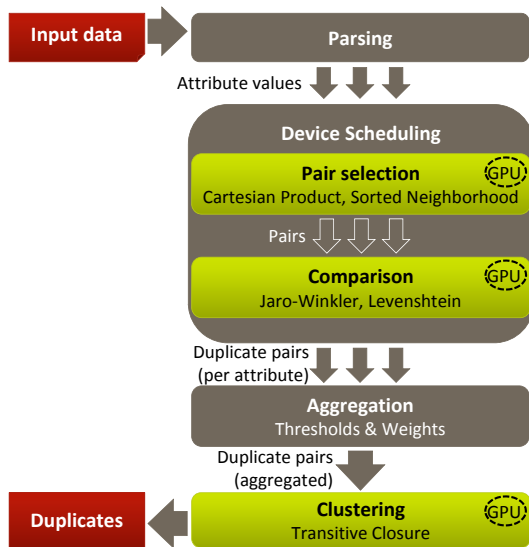 Input data
Parsing
Attribute values
Device Scheduling
Pair selection
GPU
Cartesian Product, Sorted Neighborhood
Pairs
Comparison
GPU
Jaro-Winkler, Levenshtein
Duplicate pairs
(per attribute)
Aggregation
Thresholds & Weights
Duplicate pairs
(aggregated)
Duplicates
Clustering
GPU
Transitive Closure